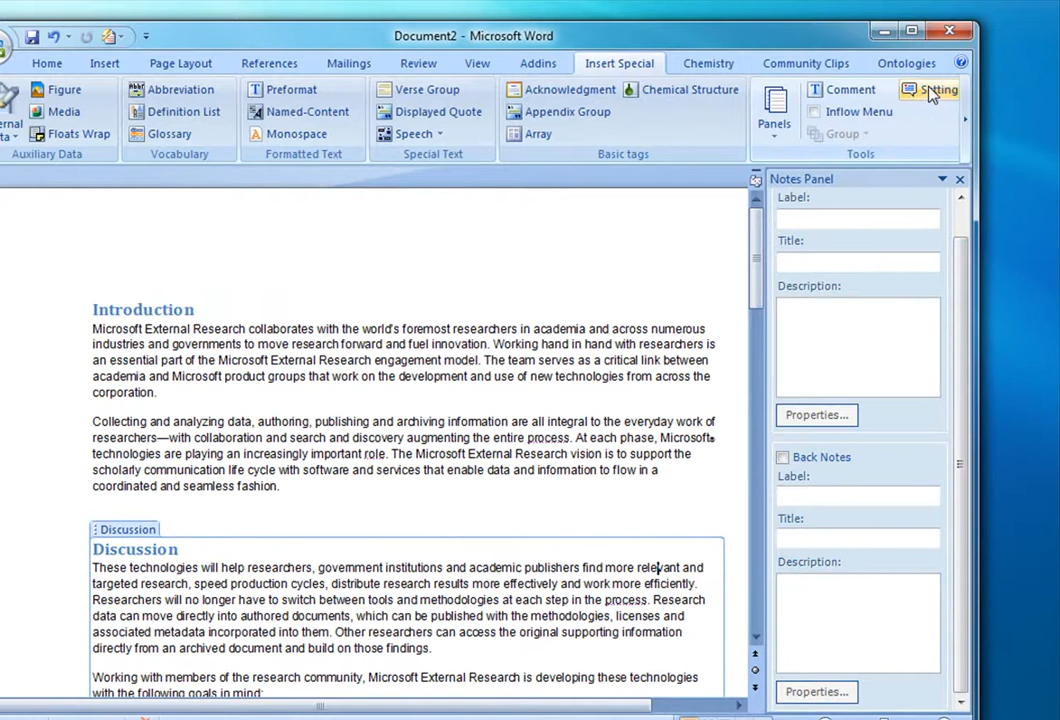 Document2 - Microsoft Word
Home Insert Page Layout References Mailings Review View Addins Insert Special Chemistry Community Clips Ontologies
Figure Abbreviation Preformat Verse Group Acknowledgment Chemical Structure Comment
Media Definition List Named-Content Displayed Quote Appendix Group Inflow Menu
Floats Wrap Glossary Monospace Speech Array Panels Group
Auxiliary Data Vocabulary Formatted Text Special Text Basic tags Tools
Notes Panel
Label:
Title:
Description:
Properties...
Back Notes
Label:
Title:
Description:
Properties...
Introduction
Microsoft External Research collaborates with the world's foremost researchers in academia and across numerous
industries and governments to move research forward and fuel innovation. Working hand in hand with researchers is
an essential part of the Microsoft External Research engagement model. The team serves as a critical link between
academia and Microsoft product groups that work on the development and use of new technologies from across the
corporation.
Collecting and analyzing data, authoring, publishing and archiving information are all integral to the everyday work of
researchers—with collaboration and search and discovery augmenting the entire process. At each phase, Microsoft
technologies are playing an increasingly important role. The Microsoft External Research vision is to support the
scholarly communication life cycle with software and services that enable data and information to flow in a
coordinated and seamless fashion.
Discussion
Discussion
These technologies will help researchers, government institutions and academic publishers find more relevant and
targeted research, speed production cycles, distribute research results more effectively and work more efficiently.
Researchers will no longer have to switch between tools and methodologies at each step in the process. Research
data can move directly into authored documents, which can be published with the methodologies, licenses and
associated metadata incorporated into them. Other researchers can access the original supporting information
directly from an archived document and build on those findings.
Working with members of the research community, Microsoft External Research is developing these technologies
with the following goals in mind: